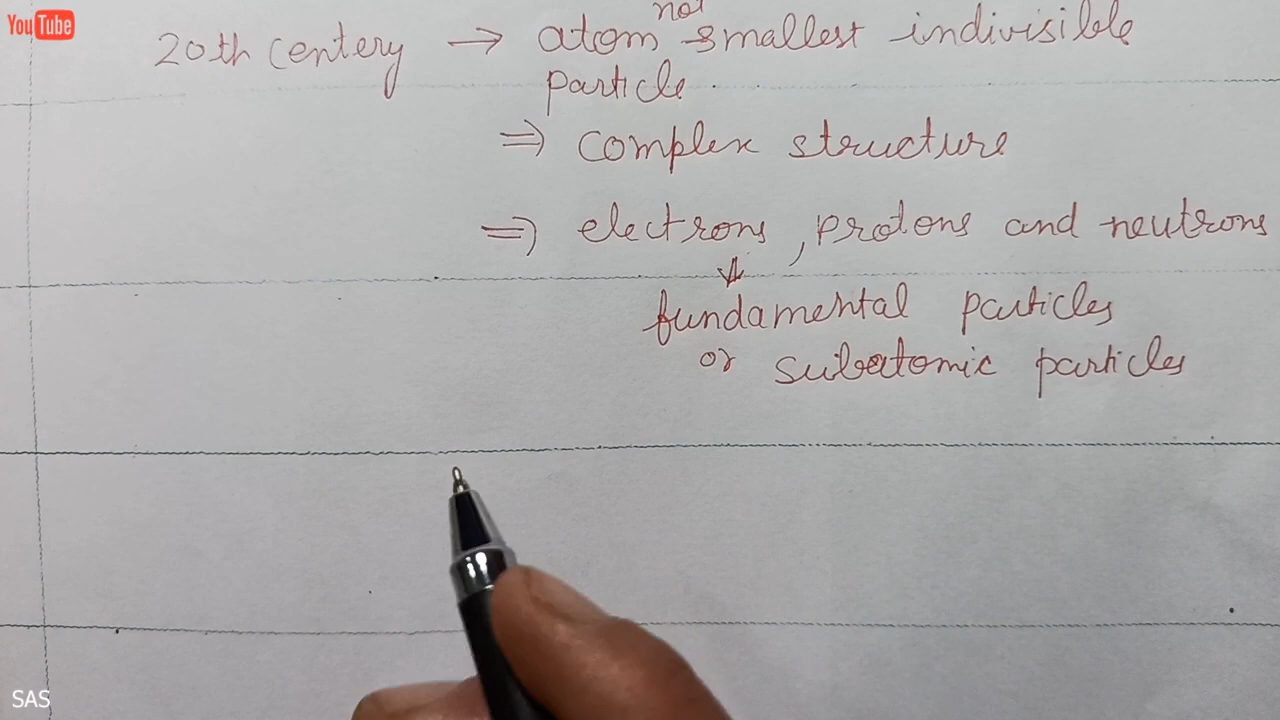 YouTube
not
20th Centery → atom smallest indivisible
particle.
⇒ complex structure
⇒ electrons, protons and neutrons
↓
fundamental particles
or subatomic particles
SAS